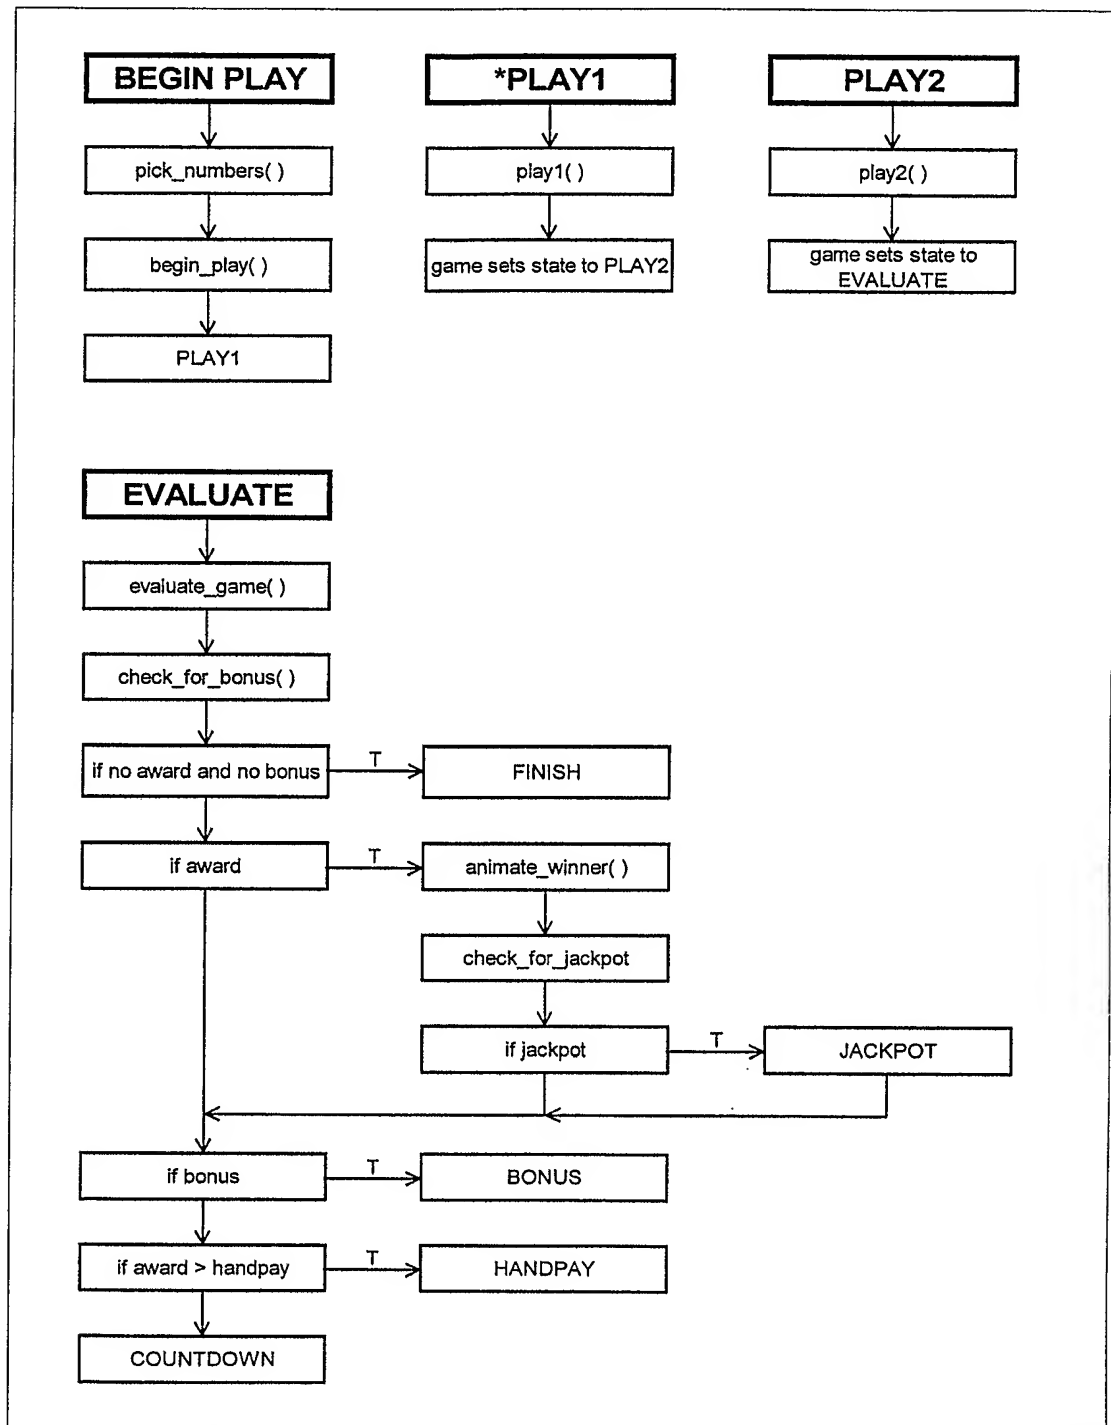 BEGIN PLAY
pick_numbers( )
begin_play( )
PLAY1
*PLAY1
play1( )
game sets state to PLAY2
PLAY2
play2( )
game sets state to
EVALUATE
EVALUATE
evaluate_game( )
check_for_bonus( )
if no award and no bonus
T
FINISH
if award
T
animate_winner( )
check_for_jackpot
if jackpot
T
JACKPOT
if bonus
T
BONUS
if award > handpay
T
HANDPAY
COUNTDOWN